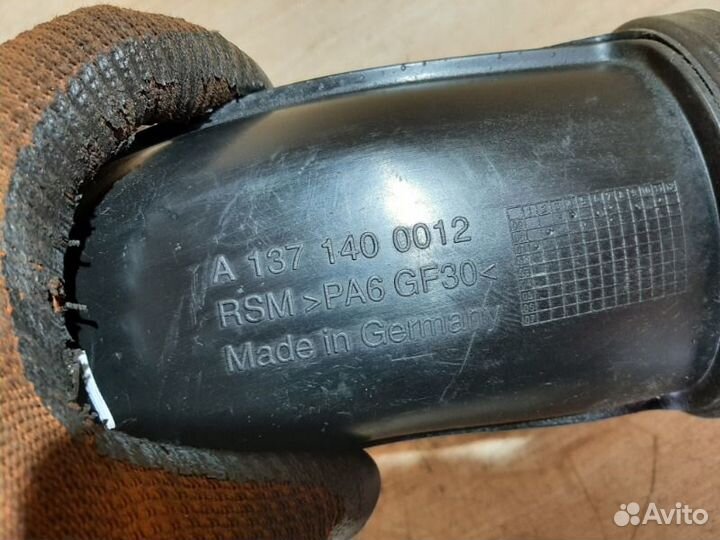 A 137 140 0012
RSM >PA6 GF30<
Made in Germany
Avito